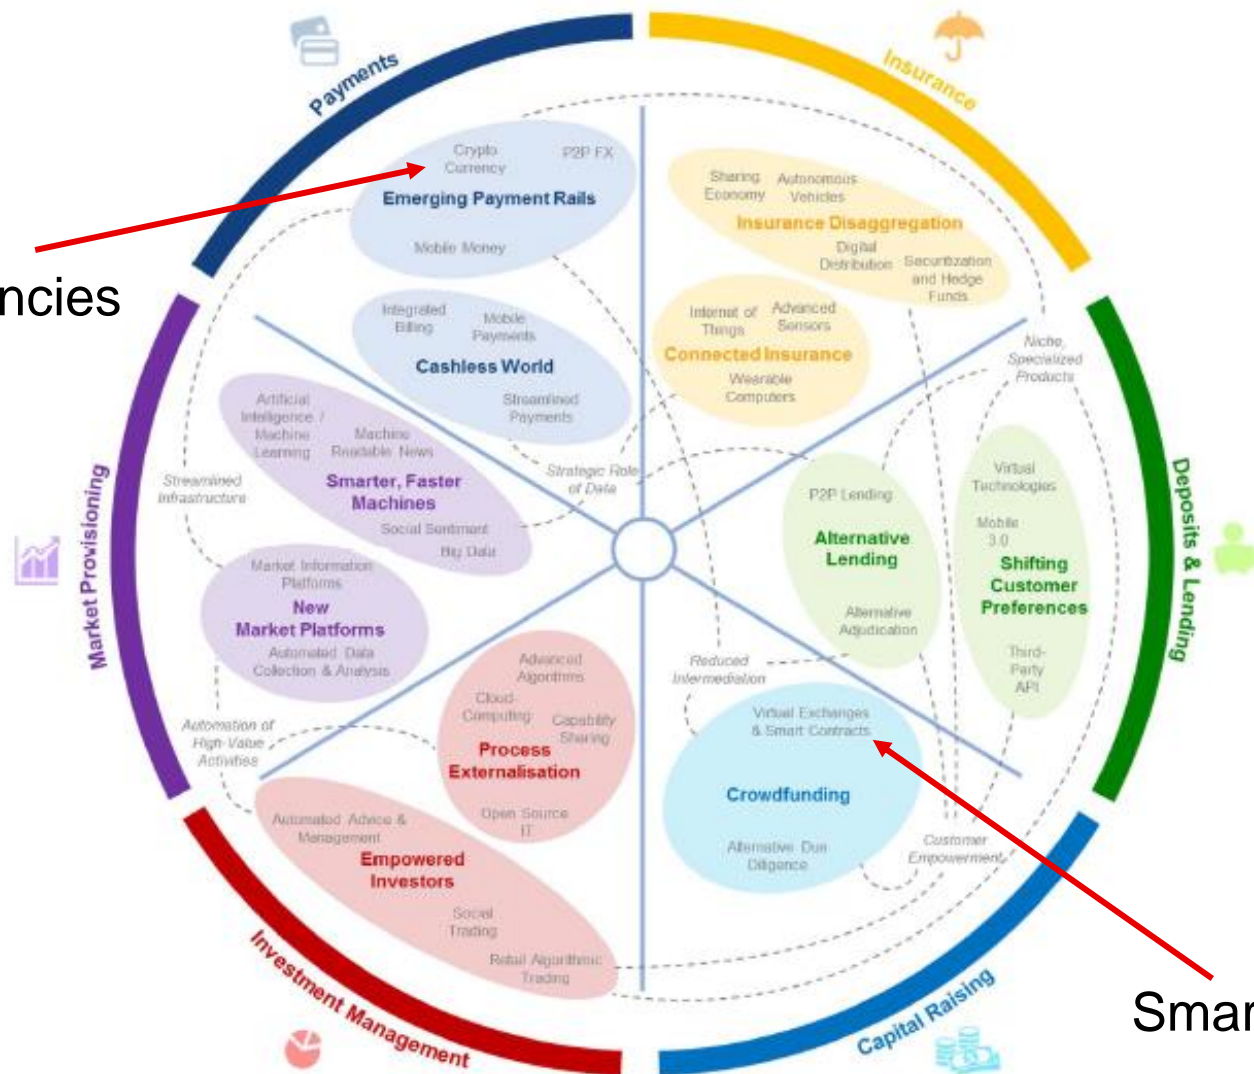 Payments
Insurance
Crypto
Currency
P2P FX
Emerging Payment Rails
Mobile Money
Sharing
Economy
Autonomous
Vehicles
Insurance Disaggregation
Digital
Distribution
Securitization
and Hedge
Funds
ncies
Integrated
Billing
Mobile
Payments
Cashless World
Streamlined
Payments
Internet of
Things
Advanced
Sensors
Connected Insurance
Wearable
Computers
Niche,
Specialized
Products
Artificial
Intelligence /
Machine
Learning
Machine
Readable News
Smarter, Faster
Machines
Social Sentiment
Big Data
Streamlined
Infrastructure
Strategic Role
of Data
Market Provisioning
P2P Lending
Alternative
Lending
Alternative
Adjudication
Virtual
Technologies
Mobile
3.0
Shifting
Customer
Preferences
Third-
Party
API
Deposits & Lending
Market Information
Platforms
New
Market Platforms
Automated Data
Collection & Analysis
Automation of
High-Value
Activities
Advanced
Algorithms
Cloud-
Computing
Capability
Sharing
Process
Externalisation
Open Source
IT
Reduced
Intermediation
Virtual Exchanges
& Smart Contracts
Crowdfunding
Alternative Due
Diligence
Customer
Empowerment
Automated Advice &
Management
Empowered
Investors
Social
Trading
Retail Algorithmic
Trading
Investment Management
Capital Raising
Smar